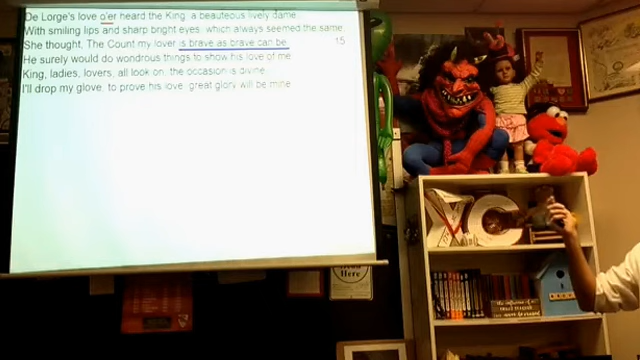 De Lorge's love o'er heard the King, a beauteous lively dame,
With smiling lips and sharp bright eyes, which always seemed the same,
She thought, The Count my lover is brave as brave can be 15
He surely would do wondrous things to show his love of me
King, ladies, lovers, all look on, the occasion is divine
I'll drop my glove, to prove his love, great glory will be mine
Here